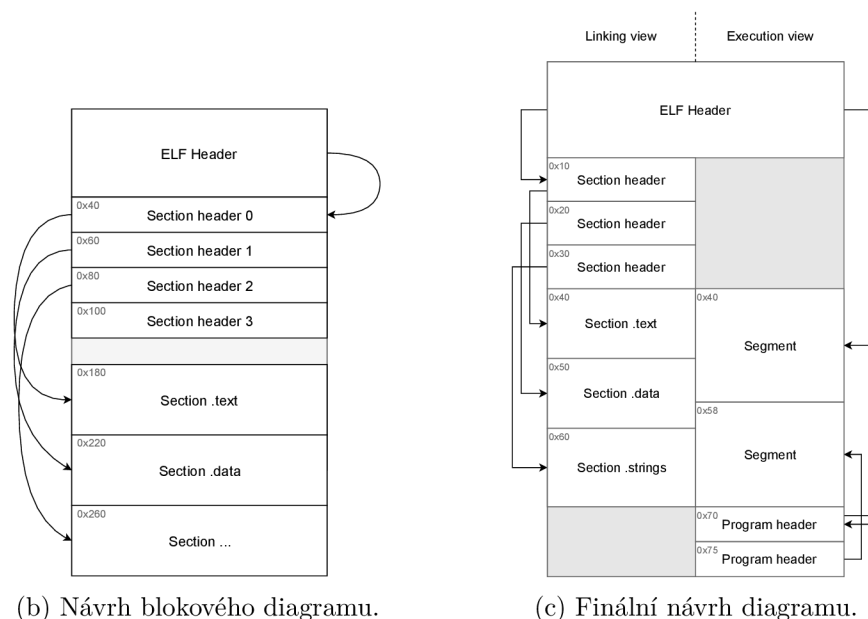 ELF Header
0x40
Section header 0
0x60
Section header 1
0x80
Section header 2
0x100
Section header 3
0x180
Section .text
0x220
Section .data
0x260
Section ...
(b) Návrh blokového diagramu.
Linking view
Execution view
ELF Header
0x10
Section header
0x20
Section header
0x30
Section header
0x40
Section .text
0x50
Section .data
0x60
Section .strings
0x40
Segment
0x58
Segment
0x70
Program header
0x75
Program header
(c) Finální návrh diagramu.